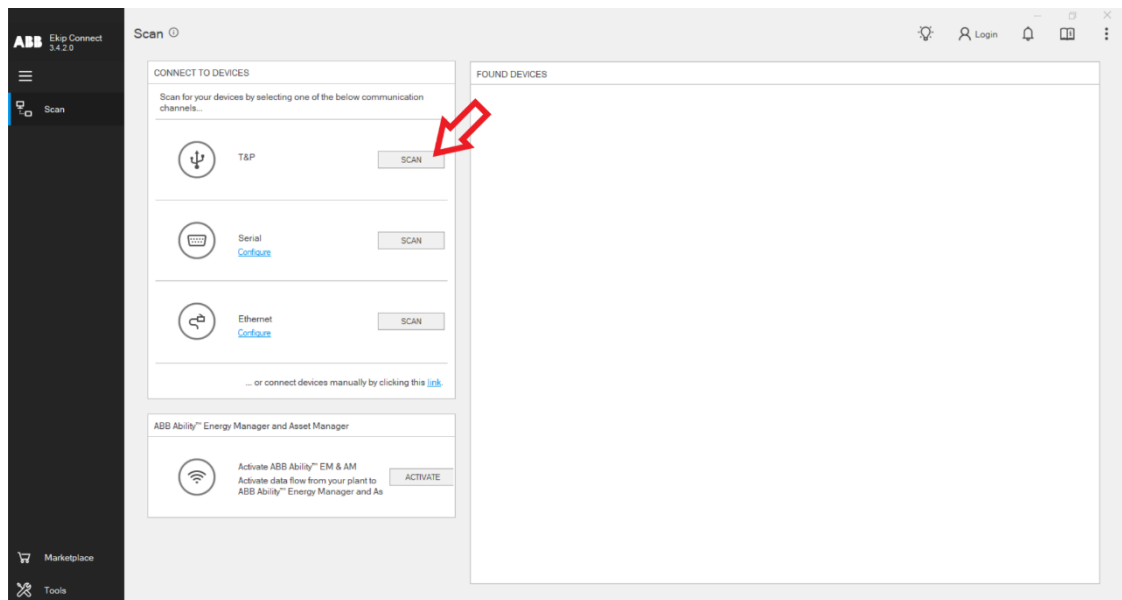 ABB Ekip Connect
3.4.2.0
Scan
Login
Scan
CONNECT TO DEVICES
Scan for your devices by selecting one of the below communication
channels...
T&P
SCAN
Serial
Configure
SCAN
Ethernet
Configure
SCAN
... or connect devices manually by clicking this link.
ABB Ability™ Energy Manager and Asset Manager
Activate ABB Ability™ EM & AM
Activate data flow from your plant to
ABB Ability™ Energy Manager and As
ACTIVATE
FOUND DEVICES
Marketplace
Tools